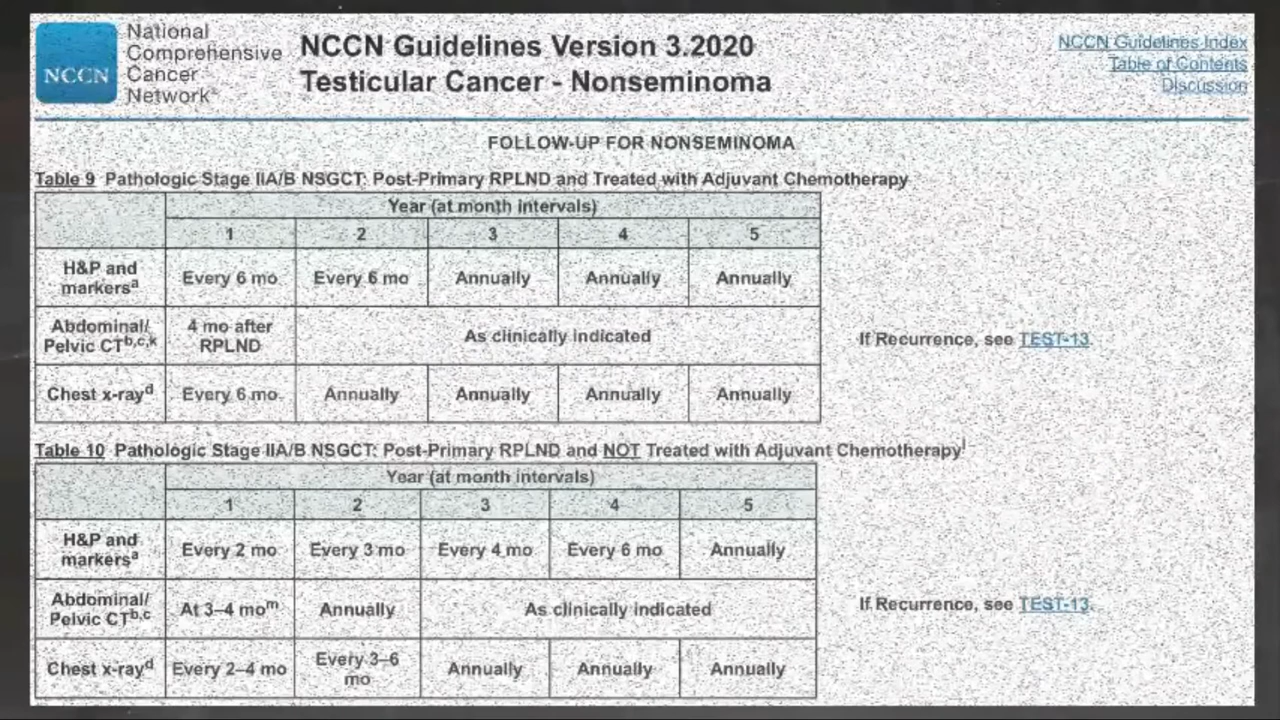 National
Comprehensive
Cancer
Network®
NCCN
NCCN Guidelines Version 3.2020
Testicular Cancer - Nonseminoma
NCCN Guidelines Index
Table of Contents
Discussion
FOLLOW-UP FOR NONSEMINOMA
Table 9 Pathologic Stage IIA/B NSGCT: Post-Primary RPLND and Treated with Adjuvant Chemotherapy
Year (at month intervals)
1 2 3 4 5
H&P and markersᵃ Every 6 mo Every 6 mo Annually Annually Annually
Abdominal/ Pelvic CTᵇ,ᶜ,ᵏ 4 mo after RPLND As clinically indicated
Chest x-rayᵈ Every 6 mo Annually Annually Annually Annually
If Recurrence, see TEST-13.
Table 10 Pathologic Stage IIA/B NSGCT: Post-Primary RPLND and NOT Treated with Adjuvant Chemotherapyˡ
Year (at month intervals)
1 2 3 4 5
H&P and markersᵃ Every 2 mo Every 3 mo Every 4 mo Every 6 mo Annually
Abdominal/ Pelvic CTᵇ,ᶜ At 3–4 moᵐ Annually As clinically indicated
Chest x-rayᵈ Every 2–4 mo Every 3–6 mo Annually Annually Annually
If Recurrence, see TEST-13.